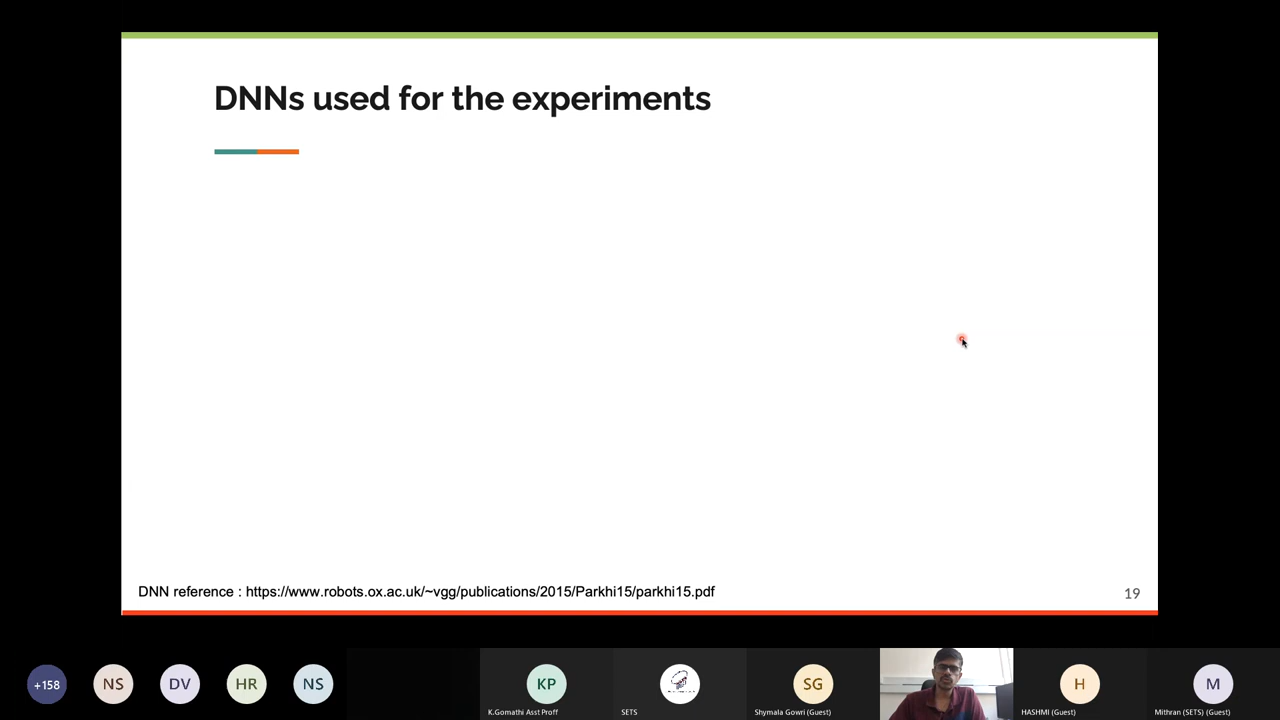 DNNs used for the experiments
DNN reference : https://www.robots.ox.ac.uk/~vgg/publications/2015/Parkhi15/parkhi15.pdf
19
+158
NS
DV
HR
NS
KP
K.Gomathi Asst Proff
SETS
SG
Shymala Gowri (Guest)
H
HASHMI (Guest)
M
Mithran (SETS) (Guest)